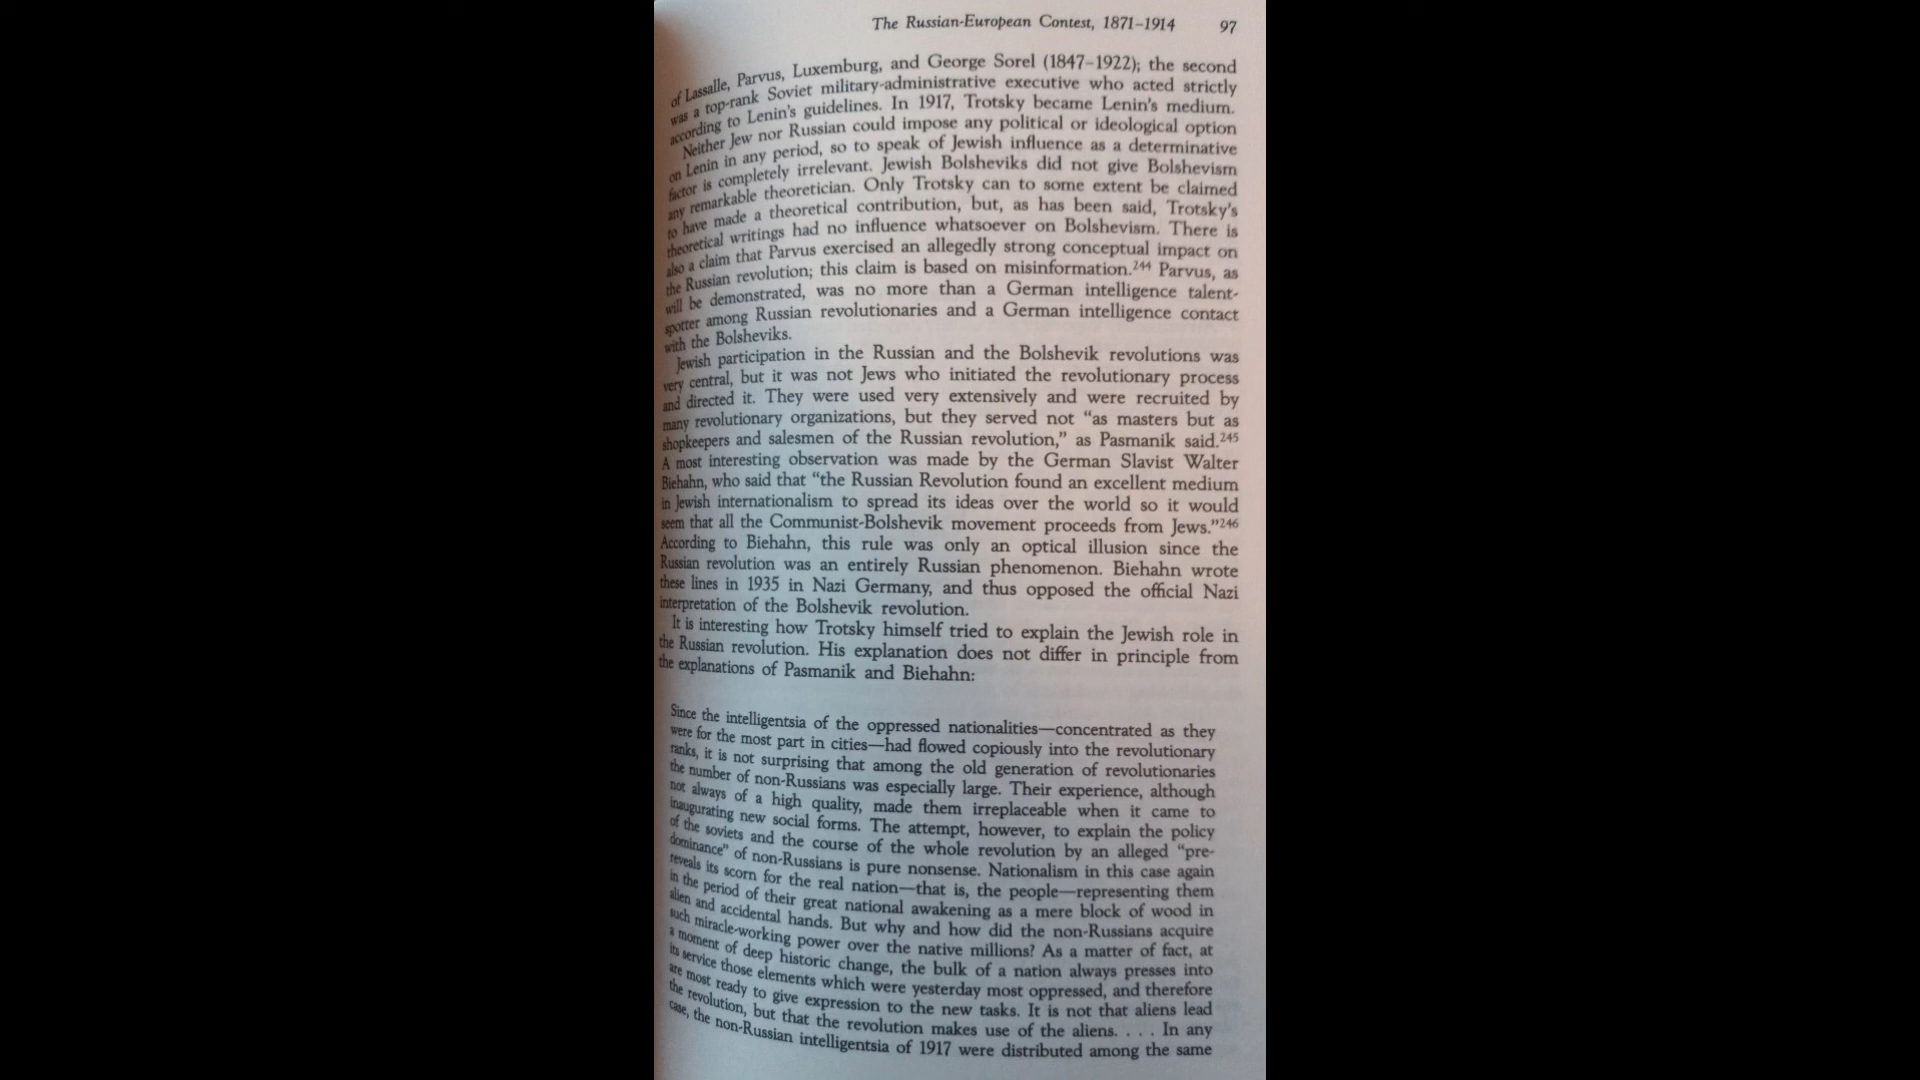 The Russian-European Contest, 1871–1914 97
of Lassalle, Parvus, Luxemburg, and George Sorel (1847–1922); the second
was a top-rank Soviet military-administrative executive who acted strictly
according to Lenin's guidelines. In 1917, Trotsky became Lenin's medium.
Neither Jew nor Russian could impose any political or ideological option
on Lenin in any period, so to speak of Jewish influence as a determinative
factor is completely irrelevant. Jewish Bolsheviks did not give Bolshevism
any remarkable theoretician. Only Trotsky can to some extent be claimed
to have made a theoretical contribution, but, as has been said, Trotsky's
theoretical writings had no influence whatsoever on Bolshevism. There is
also a claim that Parvus exercised an allegedly strong conceptual impact on
the Russian revolution; this claim is based on misinformation.²⁴⁴ Parvus, as
will be demonstrated, was no more than a German intelligence talent-
spotter among Russian revolutionaries and a German intelligence contact
with the Bolsheviks.
Jewish participation in the Russian and the Bolshevik revolutions was
very central, but it was not Jews who initiated the revolutionary process
and directed it. They were used very extensively and were recruited by
many revolutionary organizations, but they served not “as masters but as
shopkeepers and salesmen of the Russian revolution,” as Pasmanik said.²⁴⁵
A most interesting observation was made by the German Slavist Walter
Biehahn, who said that “the Russian Revolution found an excellent medium
in Jewish internationalism to spread its ideas over the world so it would
seem that all the Communist-Bolshevik movement proceeds from Jews.”²⁴⁶
According to Biehahn, this rule was only an optical illusion since the
Russian revolution was an entirely Russian phenomenon. Biehahn wrote
these lines in 1935 in Nazi Germany, and thus opposed the official Nazi
interpretation of the Bolshevik revolution.
It is interesting how Trotsky himself tried to explain the Jewish role in
the Russian revolution. His explanation does not differ in principle from
the explanations of Pasmanik and Biehahn:
Since the intelligentsia of the oppressed nationalities—concentrated as they
were for the most part in cities—had flowed copiously into the revolutionary
ranks, it is not surprising that among the old generation of revolutionaries
the number of non-Russians was especially large. Their experience, although
not always of a high quality, made them irreplaceable when it came to
inaugurating new social forms. The attempt, however, to explain the policy
of the soviets and the course of the whole revolution by an alleged “pre-
dominance” of non-Russians is pure nonsense. Nationalism in this case again
reveals its scorn for the real nation—that is, the people—representing them
in the period of their great national awakening as a mere block of wood in
alien and accidental hands. But why and how did the non-Russians acquire
such miracle-working power over the native millions? As a matter of fact, at
a moment of deep historic change, the bulk of a nation always presses into
its service those elements which were yesterday most oppressed, and therefore
are most ready to give expression to the new tasks. It is not that aliens lead
the revolution, but that the revolution makes use of the aliens. . . . In any
case, the non-Russian intelligentsia of 1917 were distributed among the same